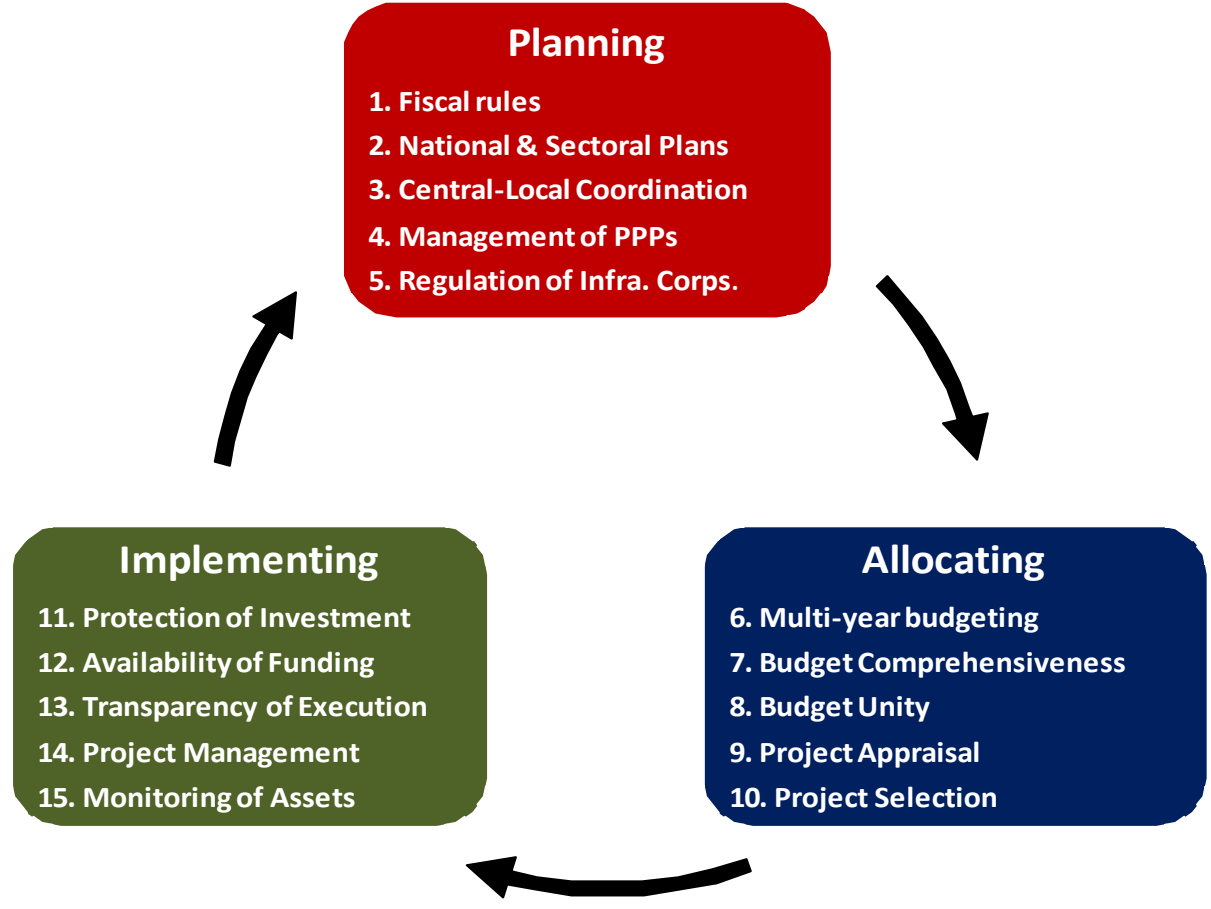 Planning
1. Fiscal rules
2. National & Sectoral Plans
3. Central-Local Coordination
4. Management of PPPs
5. Regulation of Infra. Corps.
Implementing
11. Protection of Investment
12. Availability of Funding
13. Transparency of Execution
14. Project Management
15. Monitoring of Assets
Allocating
6. Multi-year budgeting
7. Budget Comprehensiveness
8. Budget Unity
9. Project Appraisal
10. Project Selection